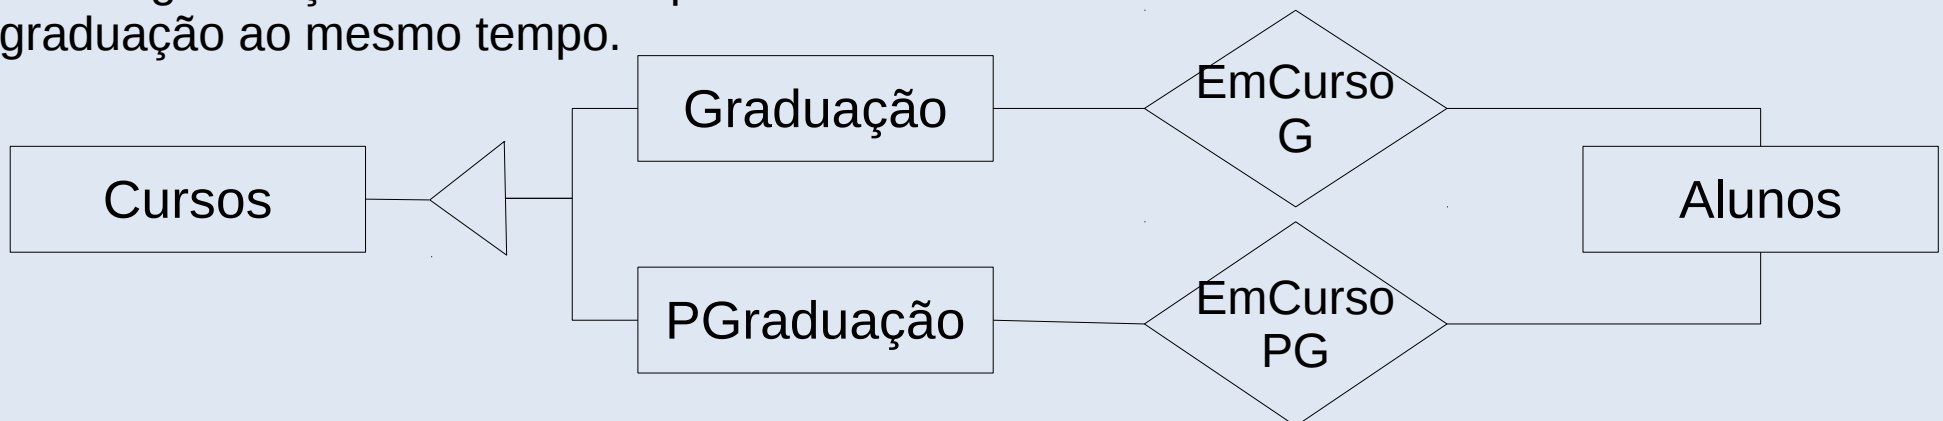 graduação ao mesmo tempo.
Graduação
EmCurso
G
Cursos
Alunos
PGraduação
EmCurso
PG